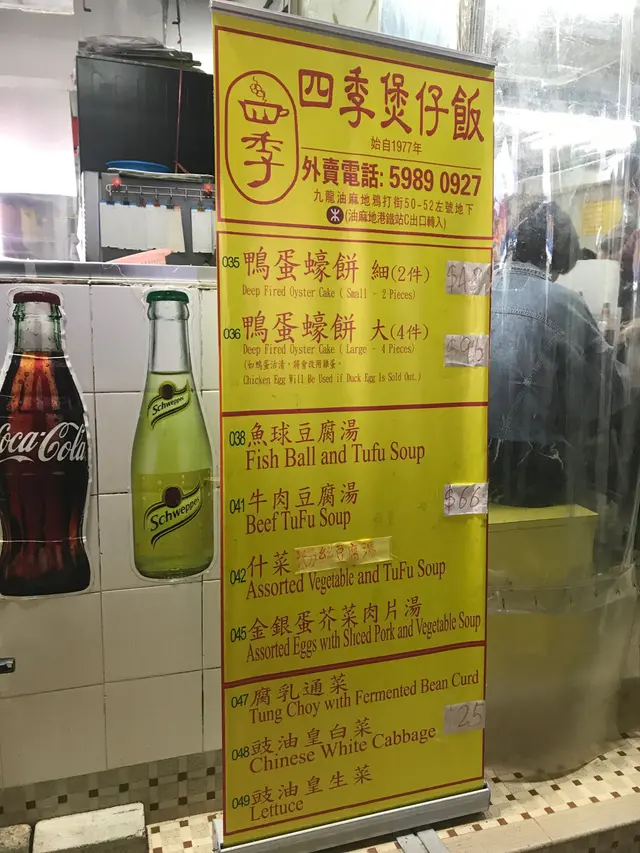 四季
四季煲仔飯
始自1977年
外賣電話: 5989 0927
九龍油麻地鴉打街50-52左號地下
(油麻地港鐵站C出口轉入)
035 鴨蛋蠔餅 細(2件)
Deep Fired Oyster Cake ( Small - 2 Pieces)
036 鴨蛋蠔餅 大(4件)
Deep Fired Oyster Cake ( Large - 4 Pieces)
(如鴨蛋沽清，將會改用雞蛋。
Chicken Egg Will Be Used if Duck Egg Is Sold Out.)
038 魚球豆腐湯
Fish Ball and Tufu Soup
041 牛肉豆腐湯
Beef TuFu Soup
$66
042 什菜
Assorted Vegetable and TuFu Soup
045 金銀蛋芥菜肉片湯
Assorted Eggs with Sliced Pork and Vegetable Soup
047 腐乳通菜
Tung Choy with Fermented Bean Curd
25
048 豉油皇白菜
Chinese White Cabbage
049 豉油皇生菜
Lettuce
Coca-Cola
Schweppes
Schweppes